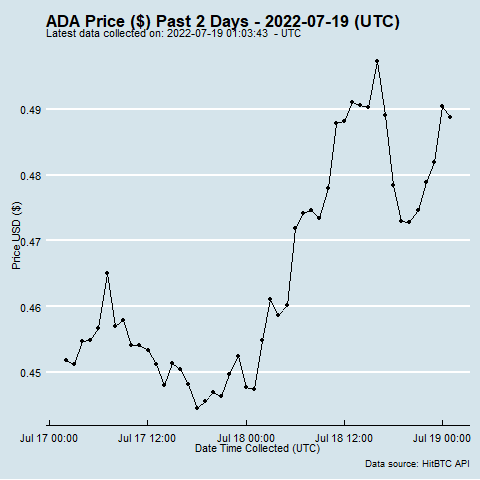 ADA Price ($) Past 2 Days - 2022-07-19 (UTC)
Latest data collected on: 2022-07-19 01:03:43 - UTC
0.49
0.48
0.47
0.46
0.45
Price USD ($)
Jul 17 00:00 Jul 17 12:00 Jul 18 00:00 Jul 18 12:00 Jul 19 00:00
Date Time Collected (UTC)
Data source: HitBTC API